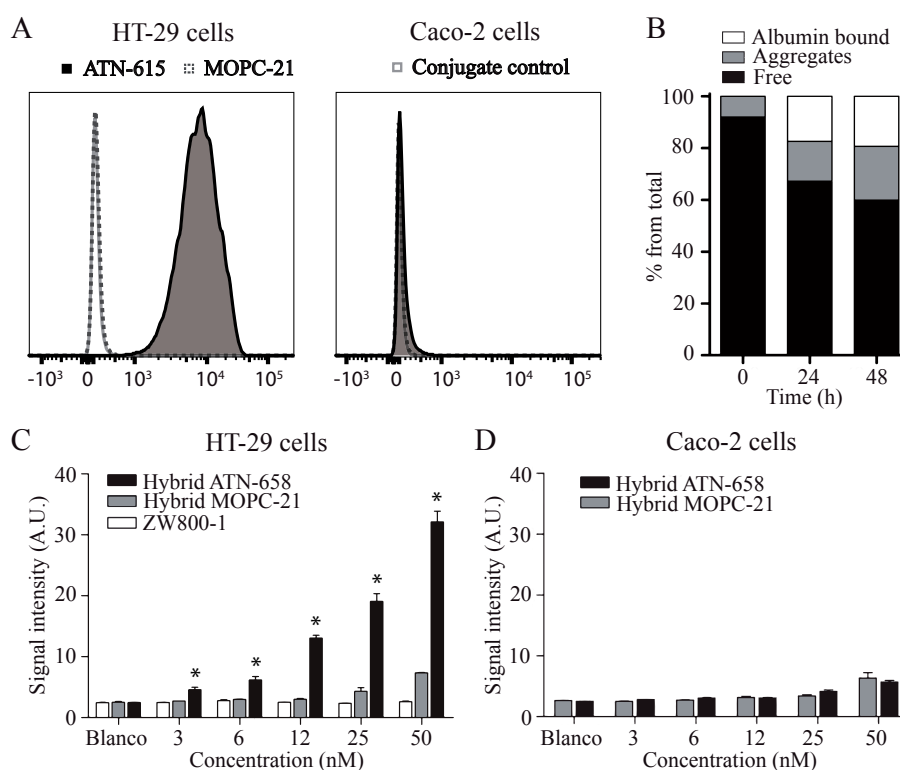 A
HT-29 cells
Caco-2 cells
ATN-615 MOPC-21
Conjugate control
-10³ 0 10³ 10⁴ 10⁵
-10³ 0 10³ 10⁴ 10⁵
B
Albumin bound
Aggregates
Free
% from total
100
80
60
40
20
0
0 24 48
Time (h)
C
HT-29 cells
Hybrid ATN-658
Hybrid MOPC-21
ZW800-1
Signal intensity (A.U.)
40
30
20
10
0
* * * * *
Blanco 3 6 12 25 50
Concentration (nM)
D
Caco-2 cells
Hybrid ATN-658
Hybrid MOPC-21
Signal intensity (A.U.)
40
30
20
10
0
Blanco 3 6 12 25 50
Concentration (nM)